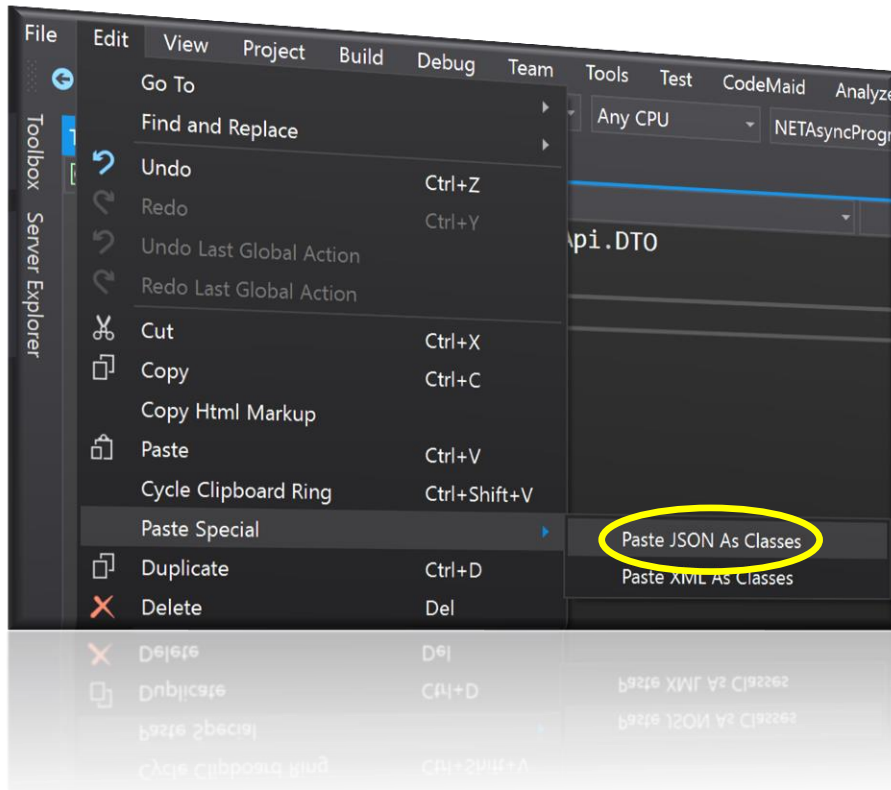 File Edit View Project Build Debug Team Tools Test CodeMaid Analyze
Go To
Any CPU
NETAsyncProgr
Find and Replace
Toolbox
Server Explorer
Undo Ctrl+Z
Redo Ctrl+Y
Api.DTO
Undo Last Global Action
Redo Last Global Action
Cut Ctrl+X
Copy Ctrl+C
Copy Html Markup
Paste Ctrl+V
Cycle Clipboard Ring Ctrl+Shift+V
Paste Special
Paste JSON As Classes
Duplicate Ctrl+D
Paste XML As Classes
Delete Del